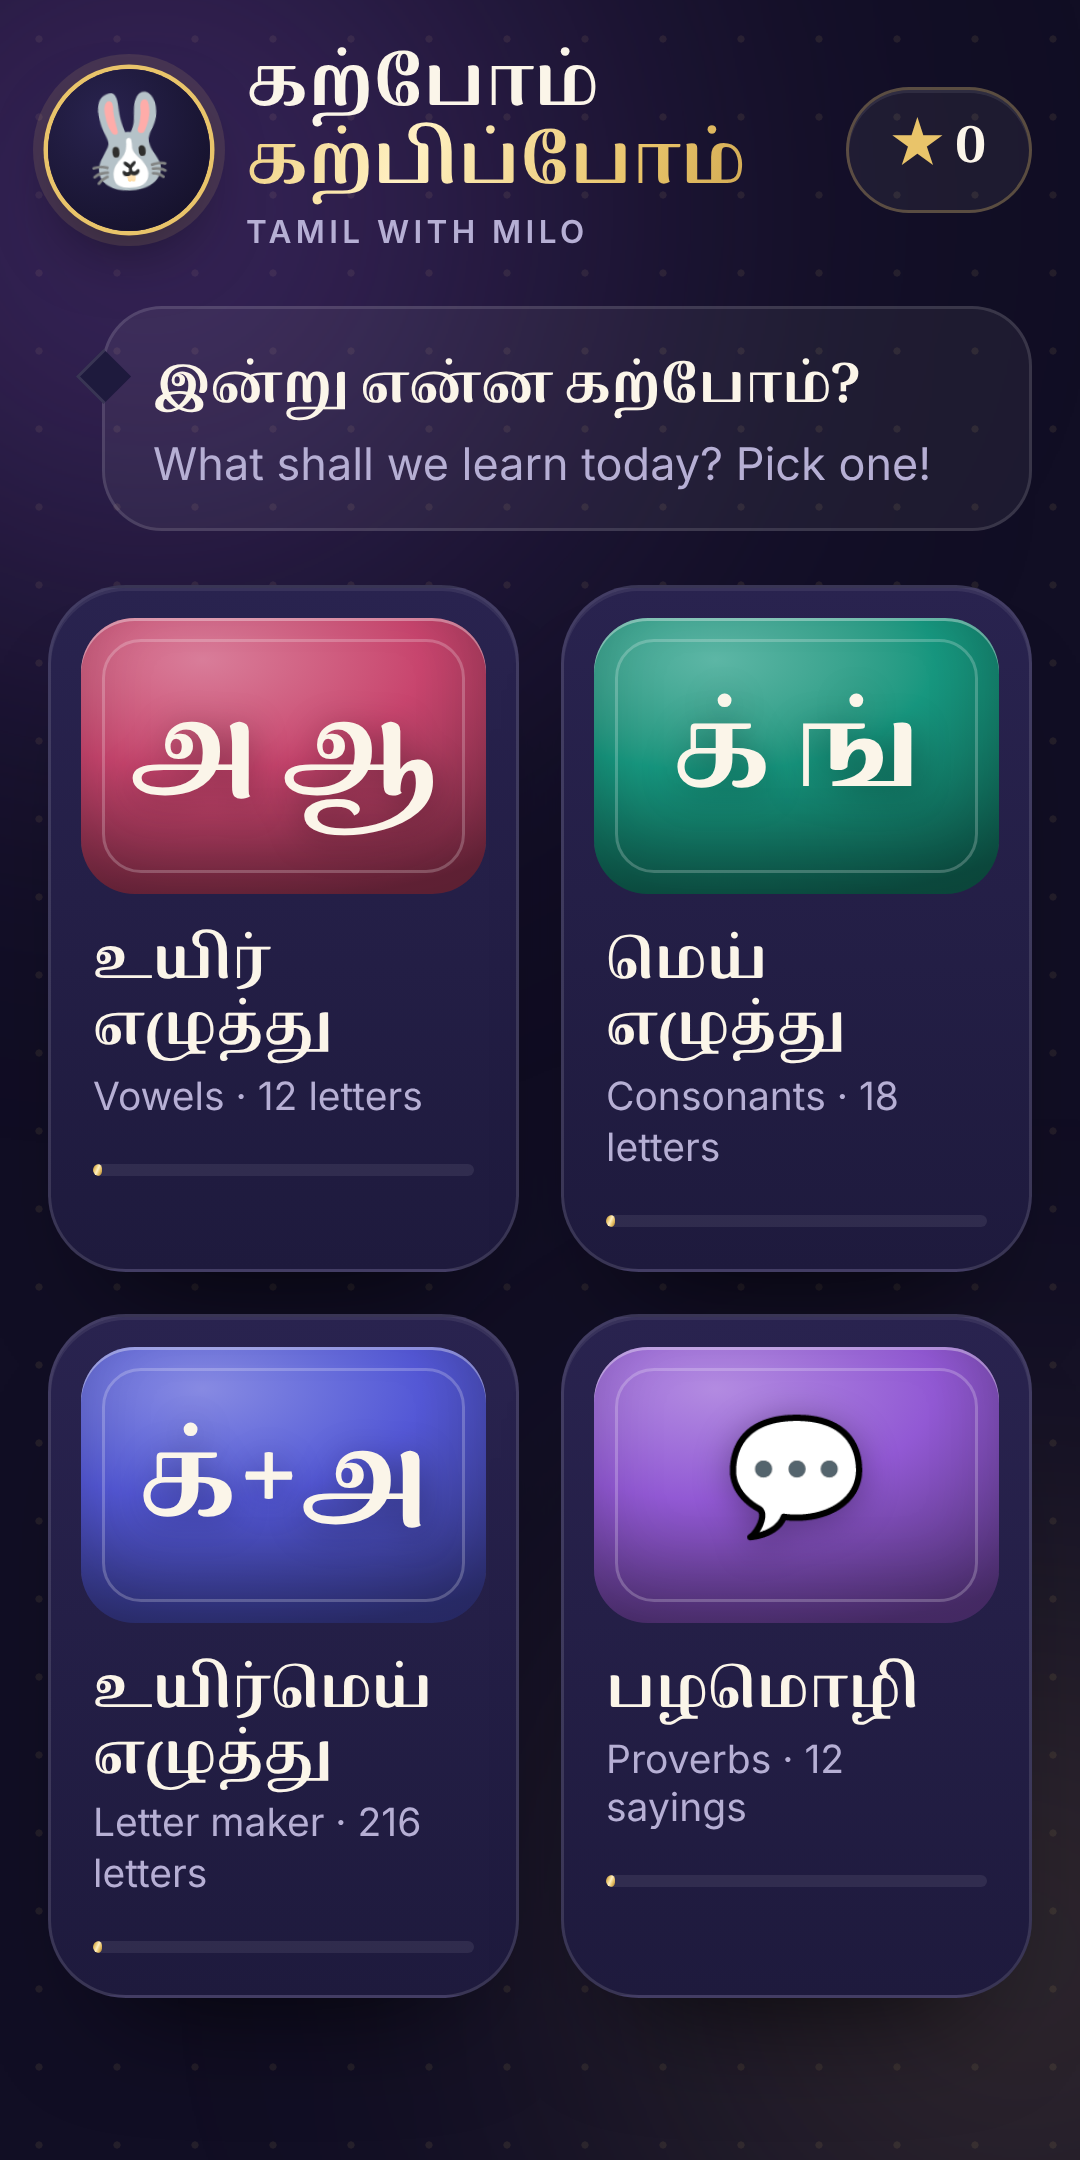 கற்போம்
கற்பிப்போம்
TAMIL WITH MILO
★ 0
இன்று என்ன கற்போம்?
What shall we learn today? Pick one!
அ ஆ
க் ங்
உயிர்
எழுத்து
Vowels · 12 letters
மெய்
எழுத்து
Consonants · 18
letters
க்+அ
உயிர்மெய்
எழுத்து
Letter maker · 216
letters
பழமொழி
Proverbs · 12
sayings